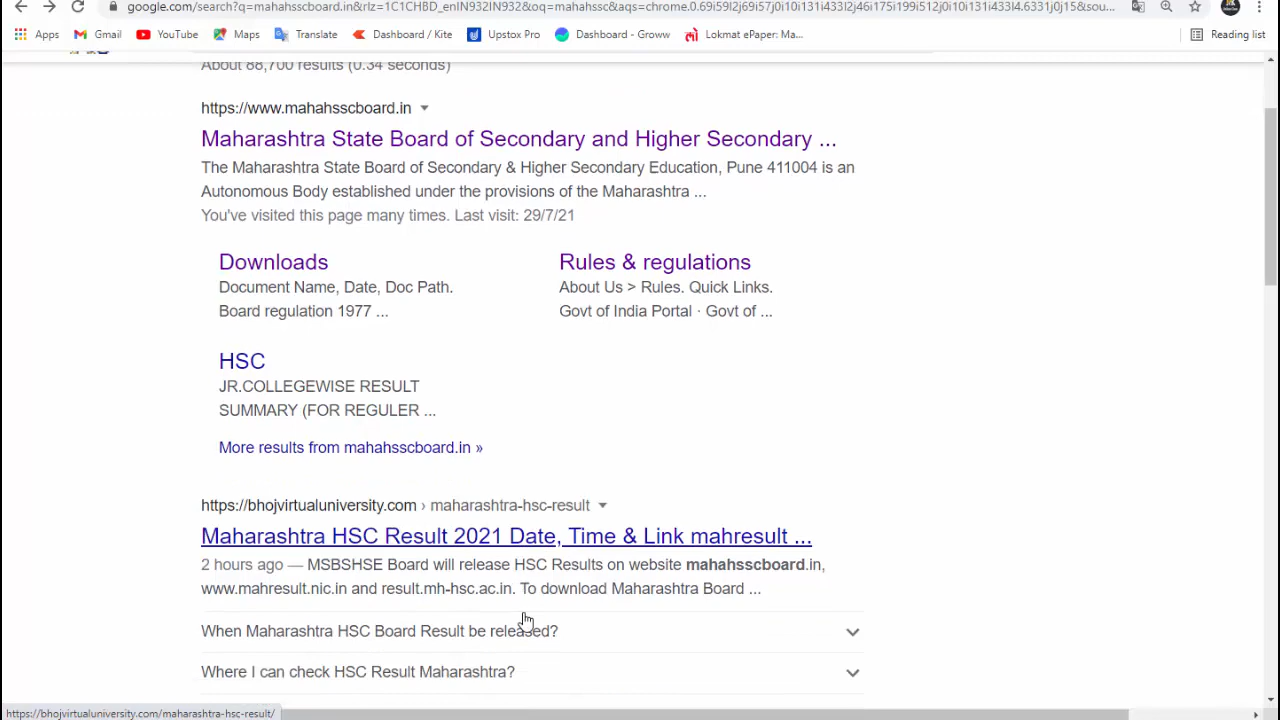 google.com/search?q=mahahsscboard.in&rlz=1C1CHBD_enIN932IN932&oq=mahahssc&aqs=chrome.0.69i59l2j69i57j0i10i131i433l2j46i175i199i512j0i10i131i433l4.6331j0j15&sou...
Apps Gmail YouTube Maps Translate Dashboard / Kite Upstox Pro Dashboard - Groww Lokmat ePaper: Ma... Reading list
About 88,700 results (0.34 seconds)
https://www.mahahsscboard.in
Maharashtra State Board of Secondary and Higher Secondary ...
The Maharashtra State Board of Secondary & Higher Secondary Education, Pune 411004 is an
Autonomous Body established under the provisions of the Maharashtra ...
You've visited this page many times. Last visit: 29/7/21
Downloads
Document Name, Date, Doc Path.
Board regulation 1977 ...
Rules & regulations
About Us > Rules. Quick Links.
Govt of India Portal · Govt of ...
HSC
JR.COLLEGEWISE RESULT
SUMMARY (FOR REGULER ...
More results from mahahsscboard.in »
https://bhojvirtualuniversity.com › maharashtra-hsc-result
Maharashtra HSC Result 2021 Date, Time & Link mahresult ...
2 hours ago — MSBSHSE Board will release HSC Results on website mahahsscboard.in,
www.mahresult.nic.in and result.mh-hsc.ac.in. To download Maharashtra Board ...
When Maharashtra HSC Board Result be released?
Where I can check HSC Result Maharashtra?
https://bhojvirtualuniversity.com/maharashtra-hsc-result/